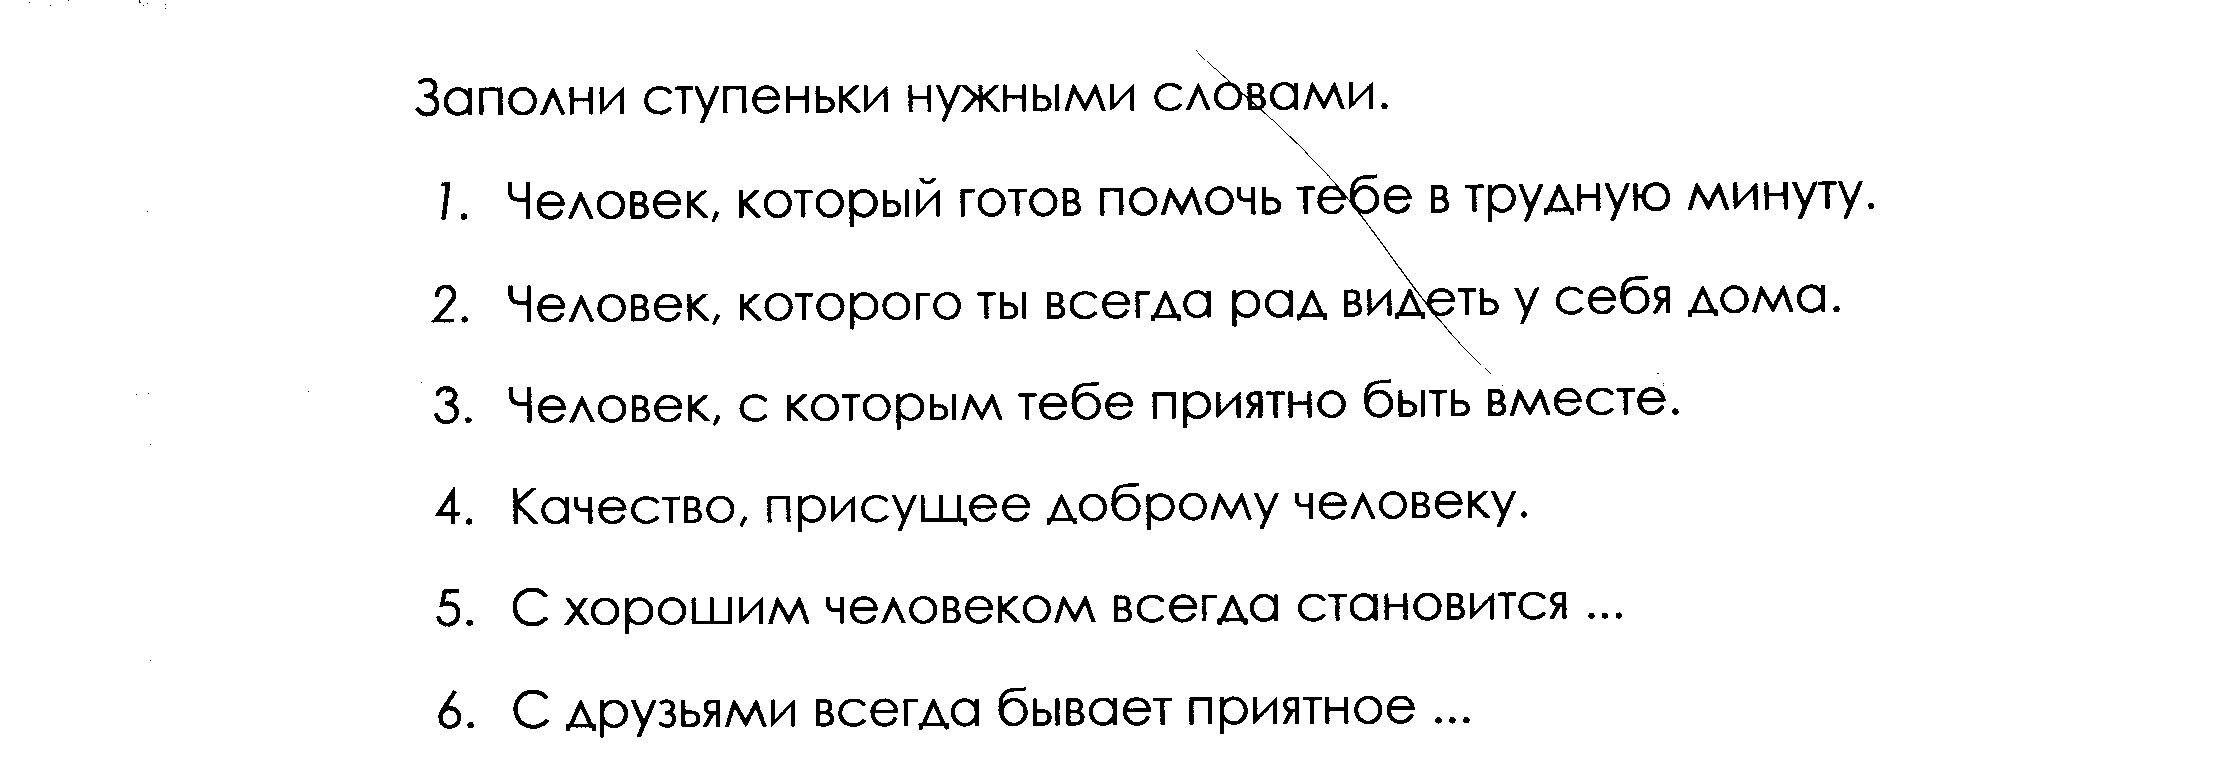 Заполни ступеньки нужными словами.
1. Человек, который готов помочь тебе в трудную минуту.
2. Человек, которого ты всегда рад видеть у себя дома.
3. Человек, с которым тебе приятно быть вместе.
4. Качество, присущее доброму человеку.
5. С хорошим человеком всегда становится ...
6. С друзьями всегда бывает приятное ...